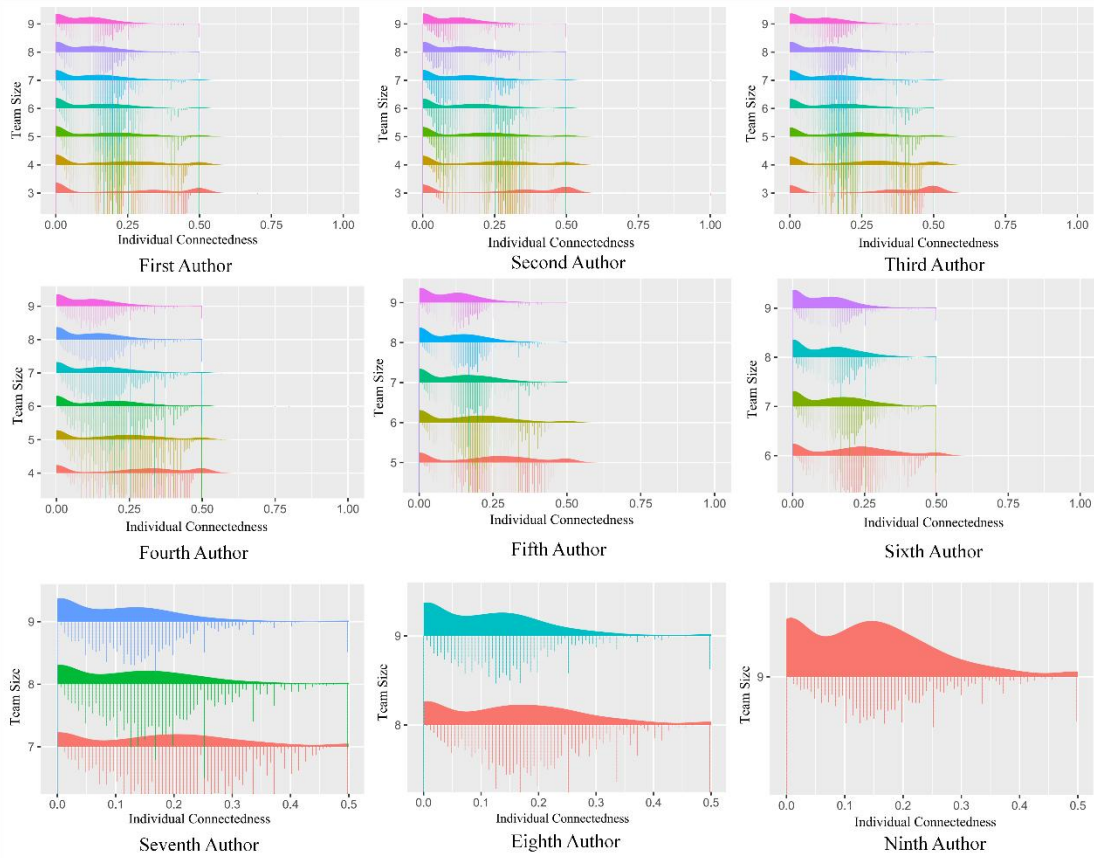 Team Size
9
8
7
6
5
4
3
0.00 0.25 0.50 0.75 1.00
Individual Connectedness
First Author
Team Size
9
8
7
6
5
4
3
0.00 0.25 0.50 0.75 1.00
Individual Connectedness
Second Author
Team Size
9
8
7
6
5
4
3
0.00 0.25 0.50 0.75 1.00
Individual Connectedness
Third Author
Team Size
9
8
7
6
5
4
0.00 0.25 0.50 0.75 1.00
Individual Connectedness
Fourth Author
Team Size
9
8
7
6
5
0.00 0.25 0.50 0.75 1.00
Individual Connectedness
Fifth Author
Team Size
9
8
7
6
0.00 0.25 0.50 0.75 1.00
Individual Connectedness
Sixth Author
Team Size
9
8
7
0.0 0.1 0.2 0.3 0.4 0.5
Individual Connectedness
Seventh Author
Team Size
9
8
0.0 0.1 0.2 0.3 0.4 0.5
Individual Connectedness
Eighth Author
Team Size
9
0.0 0.1 0.2 0.3 0.4 0.5
Individual Connectedness
Ninth Author